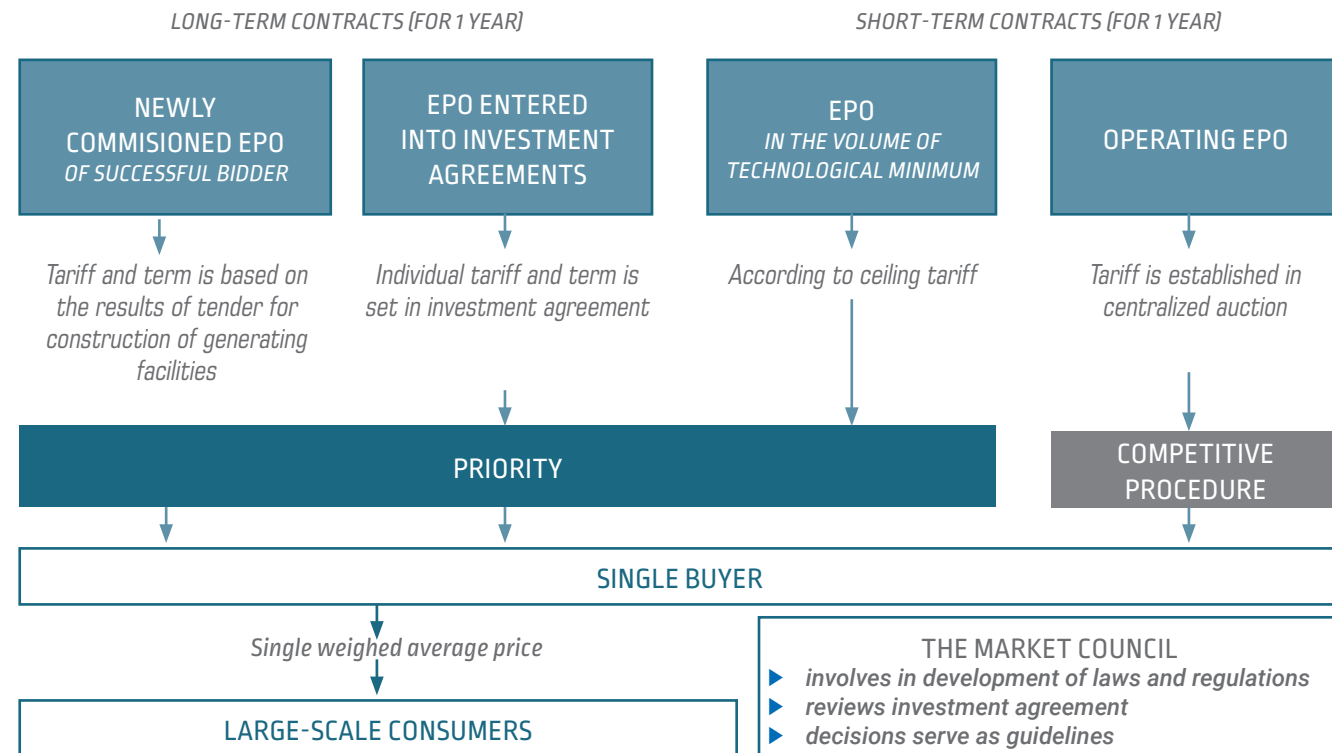 LONG-TERM CONTRACTS (FOR 1 YEAR)
SHORT-TERM CONTRACTS (FOR 1 YEAR)
NEWLY
COMMISIONED EPO
OF SUCCESSFUL BIDDER
EPO ENTERED
INTO INVESTMENT
AGREEMENTS
EPO
IN THE VOLUME OF
TECHNOLOGICAL MINIMUM
OPERATING EPO
Tariff and term is based on
the results of tender for
construction of generating
facilities
Individual tariff and term is
set in investment agreement
According to ceiling tariff
Tariff is established in
centralized auction
PRIORITY
COMPETITIVE
PROCEDURE
SINGLE BUYER
Single weighed average price
LARGE-SCALE CONSUMERS
THE MARKET COUNCIL
involves in development of laws and regulations
reviews investment agreement
decisions serve as guidelines